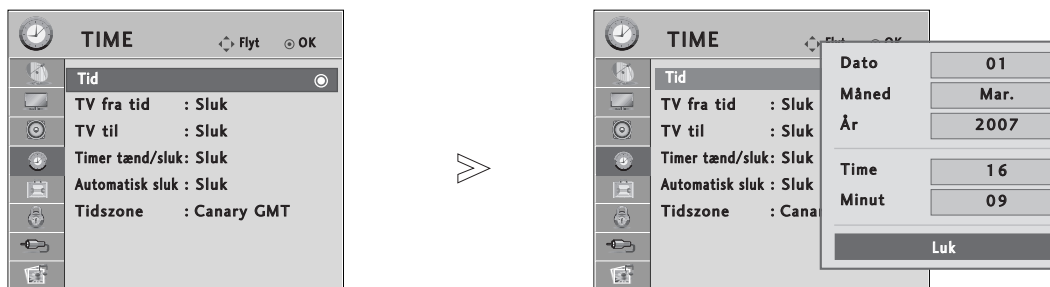 TIME Flyt OK
Tid
TV fra tid : Sluk
TV til : Sluk
Timer tænd/sluk: Sluk
Automatisk sluk : Sluk
Tidszone : Canary GMT
>
TIME
Tid
TV fra tid : Sluk
TV til : Sluk
Timer tænd/sluk: Sluk
Automatisk sluk : Sluk
Tidszone : Cana
Dato 01
Måned Mar.
År 2007
Time 16
Minut 09
Luk